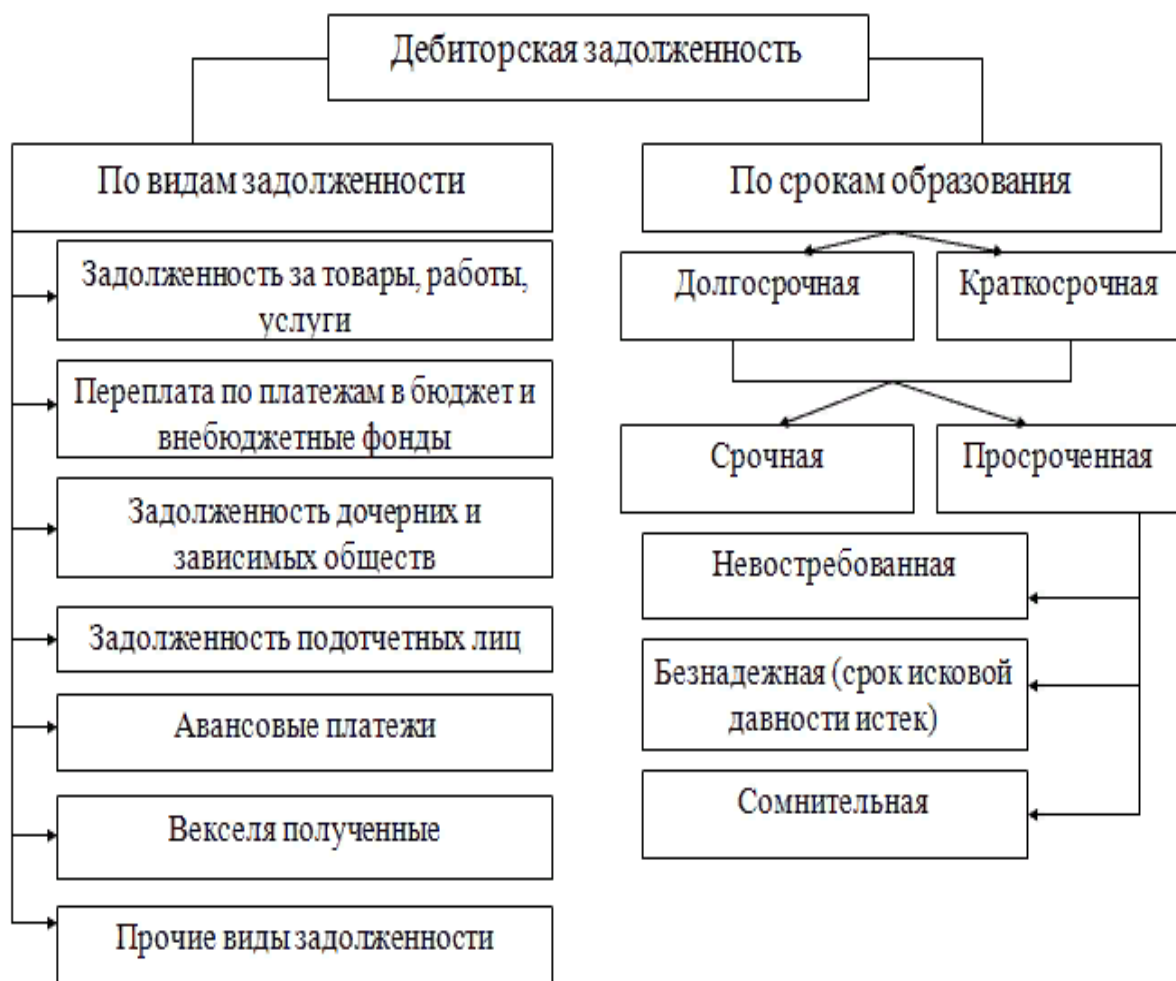 Дебиторская задолженность
По видам задолженности
Задолженность за товары, работы,
услуги
Переплата по платежам в бюджет и
внебюджетные фонды
Задолженность дочерних и
зависимых обществ
Задолженность подотчетных лиц
Авансовые платежи
Векселя полученные
Прочие виды задолженности
По срокам образования
Долгосрочная
Краткосрочная
Срочная
Просроченная
Невостребованная
Безнадежная (срок исковой
давности истек)
Сомнительная